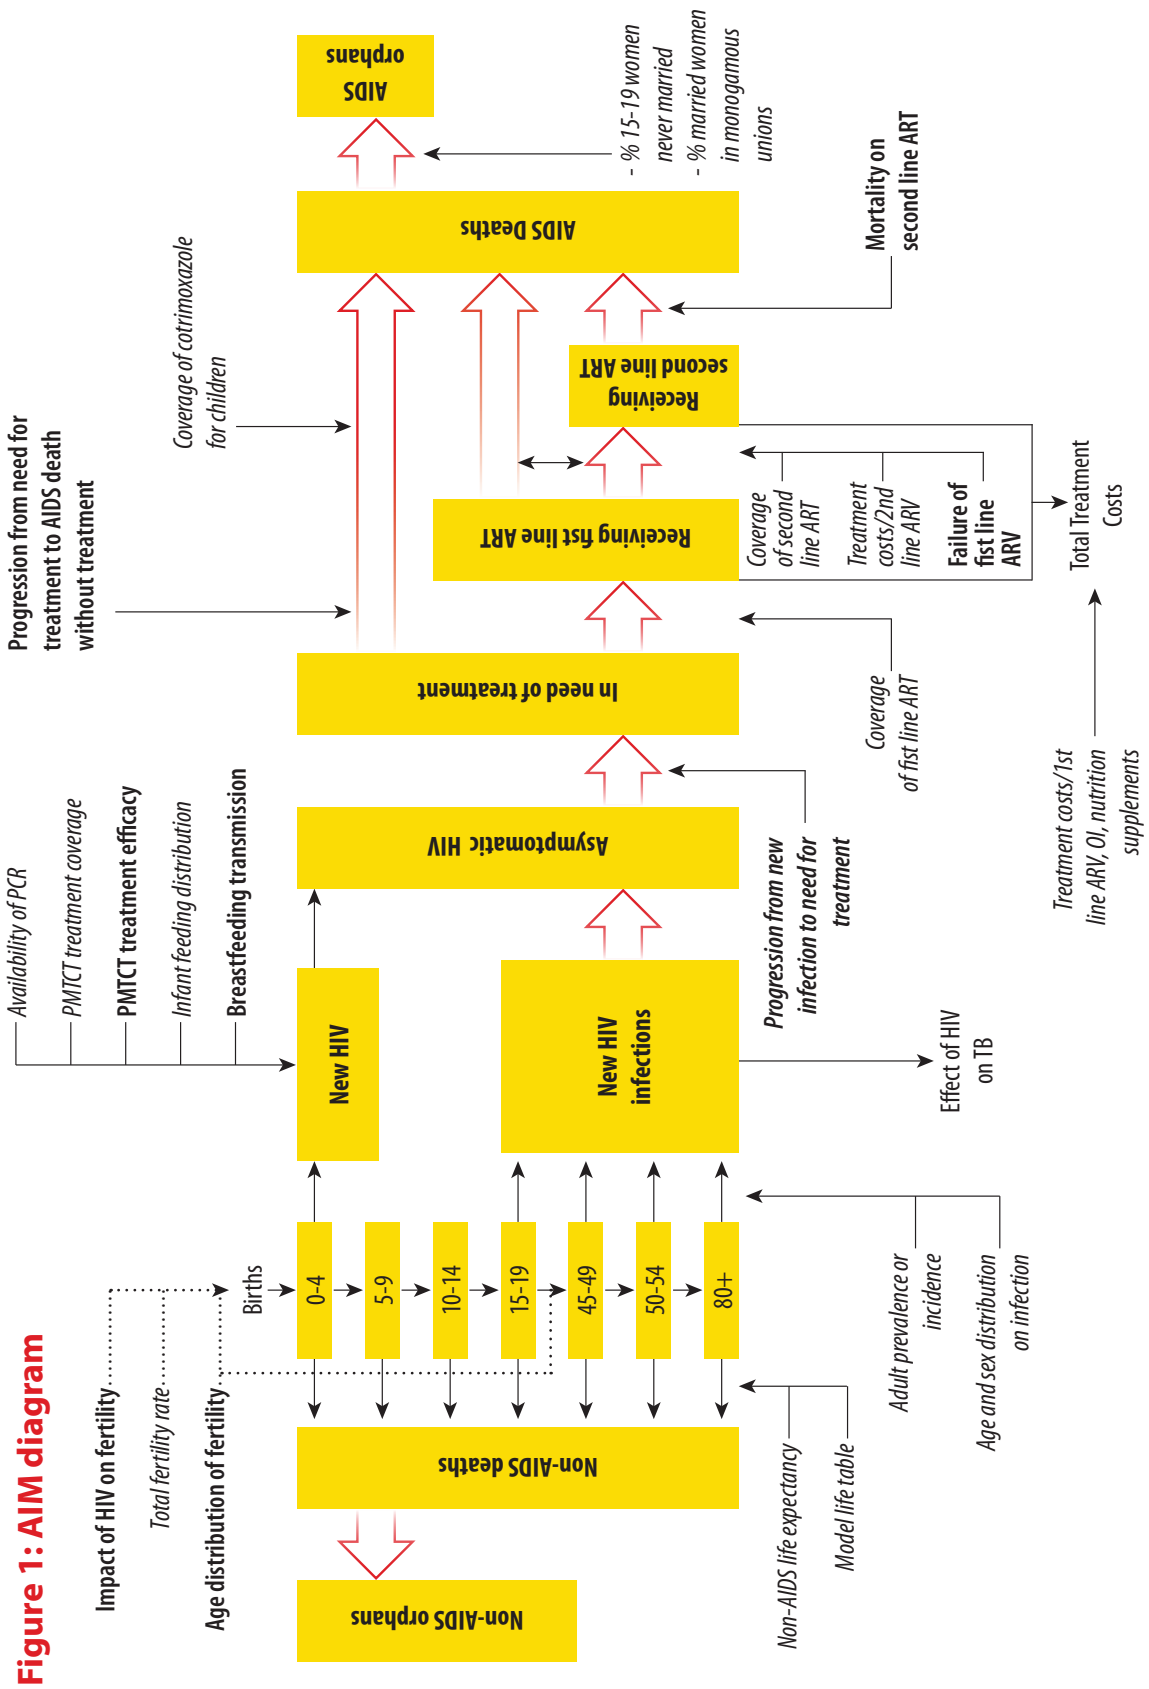 Figure 1: AIM diagram
Impact of HIV on fertility
Total fertility rate
Age distribution of fertility
Births
0-4
5-9
10-14
15-19
45-49
50-54
80+
Non-AIDS orphans
Non-AIDS deaths
Non-AIDS life expectancy
Model life table
Adult prevalence or
incidence
Age and sex distribution
on infection
Availability of PCR
PMTCT treatment coverage
PMTCT treatment efficacy
Infant feeding distribution
Breastfeeding transmission
New HIV
New HIV
infections
Effect of HIV
on TB
Asymptomatic HIV
Progression from new
infection to need for
treatment
In need of treatment
Progression from need for
treatment to AIDS death
without treatment
Coverage of cotrimoxazole
for children
Coverage
of fist line ART
Receiving fist line ART
Receiving
second line ART
Coverage
of second
line ART
Treatment
costs/2nd
line ARV
Failure of
fist line
ARV
Total Treatment
Costs
Treatment costs/1st
line ARV, OI, nutrition
supplements
Mortality on
second line ART
AIDS Deaths
- % 15-19 women
never married
- % married women
in monogamous
unions
AIDS
orphans